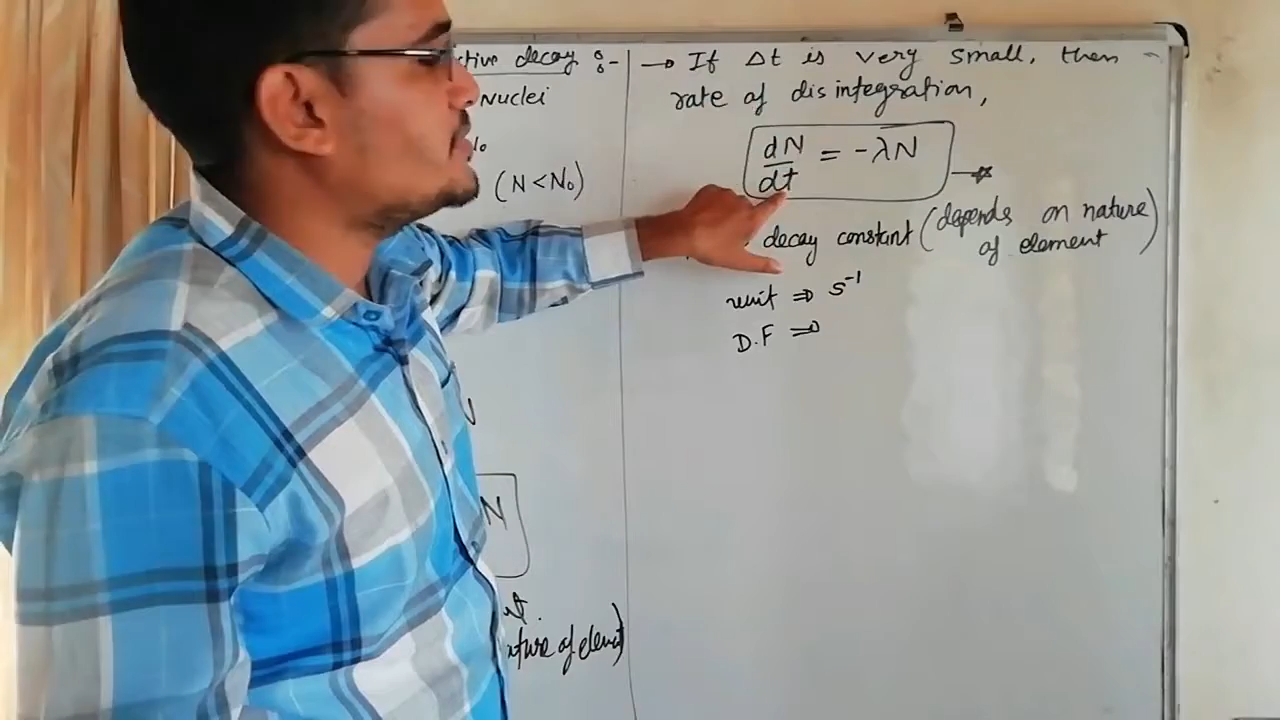 ctive decay :-
Nuclei
(N < N₀)
N
ature of element)
→ If Δt is very small, then
rate of disintegration,
dN/dt = -λN
decay constant (depends on nature
of element)
unit ⇒ s⁻¹
D.F ⇒